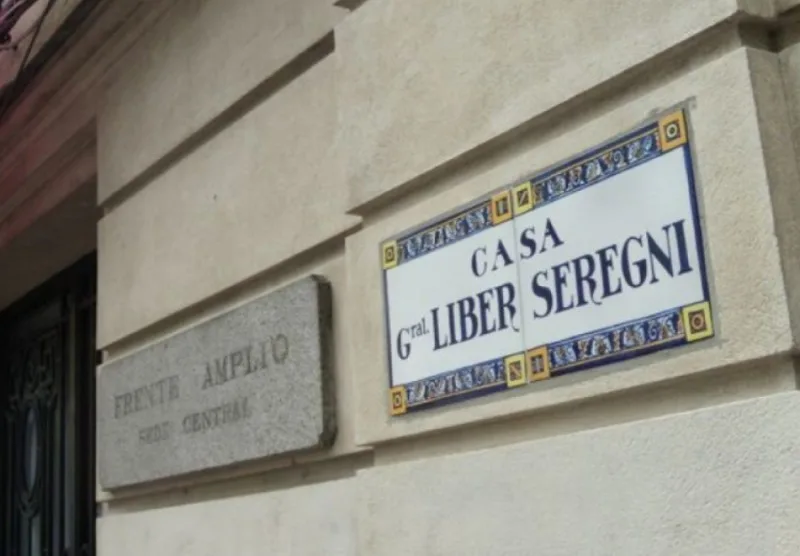 FRENTE AMPLIO
SEDE CENTRAL
CASA
Gral. LIBER SEREGNI